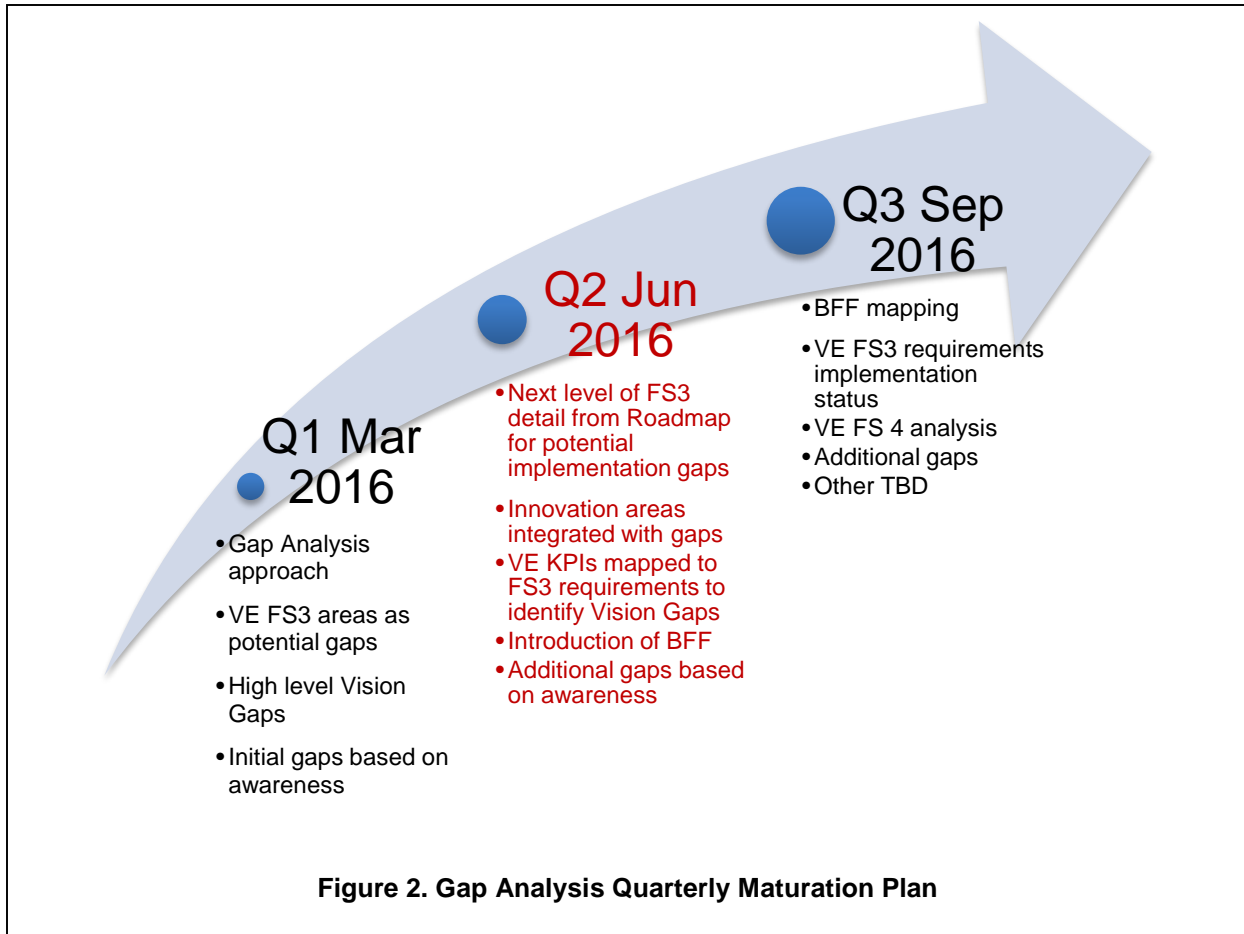 Q1 Mar
2016
•Gap Analysis
approach
•VE FS3 areas as
potential gaps
•High level Vision
Gaps
•Initial gaps based on
awareness
Q2 Jun
2016
•Next level of FS3
detail from Roadmap
for potential
implementation gaps
•Innovation areas
integrated with gaps
•VE KPIs mapped to
FS3 requirements to
identify Vision Gaps
•Introduction of BFF
•Additional gaps based
on awareness
Q3 Sep
2016
•BFF mapping
•VE FS3 requirements
implementation
status
•VE FS 4 analysis
•Additional gaps
•Other TBD
Figure 2. Gap Analysis Quarterly Maturation Plan